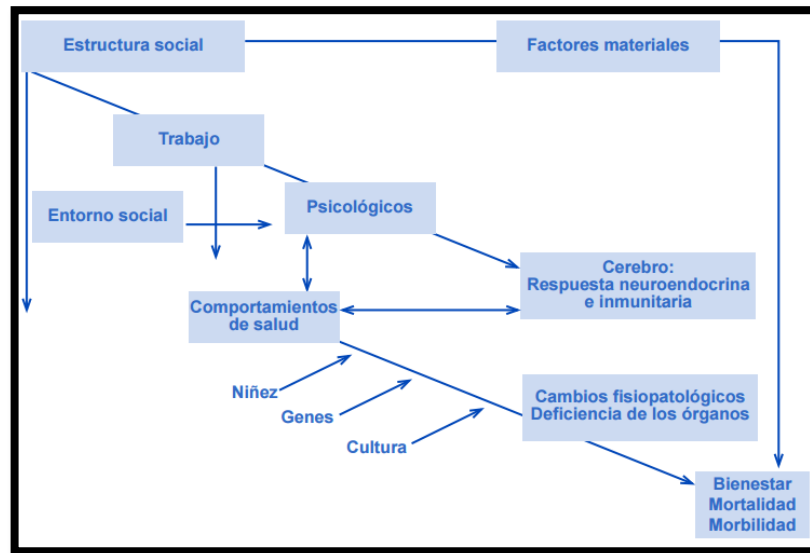 Estructura social
Factores materiales
Trabajo
Entorno social
Psicológicos
Cerebro:
Respuesta neuroendocrina
e inmunitaria
Comportamientos
de salud
Niñez
Genes
Cultura
Cambios fisiopatológicos
Deficiencia de los órganos
Bienestar
Mortalidad
Morbilidad